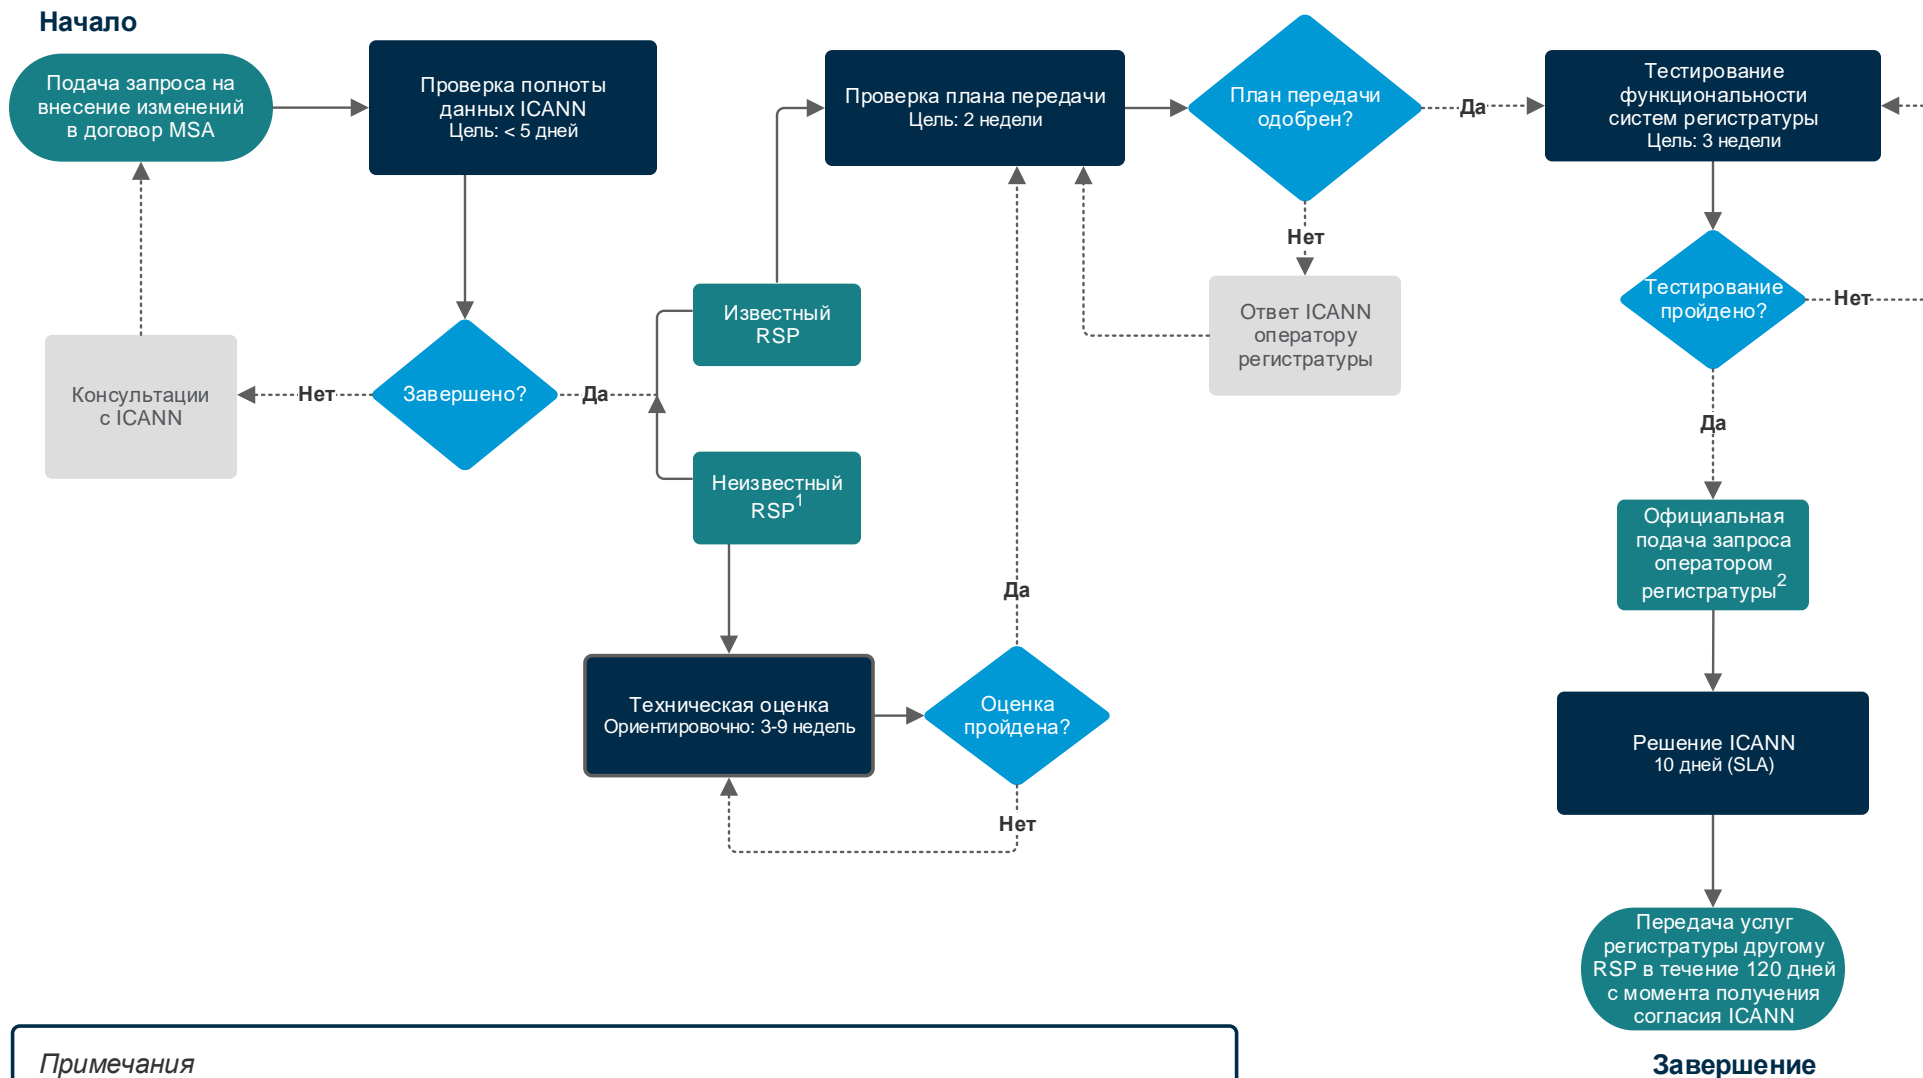 Начало
Подача запроса на
внесение изменений
в договор MSA
Проверка полноты
данных ICANN
Цель: < 5 дней
Завершено?
Нет
Консультации
с ICANN
Да
Известный
RSP
Неизвестный
RSP1
Техническая оценка
Ориентировочно: 3-9 недель
Оценка
пройдена?
Да
Нет
Проверка плана передачи
Цель: 2 недели
План передачи
одобрен?
Да
Нет
Ответ ICANN
оператору
регистратуры
Тестирование
функциональности
систем регистратуры
Цель: 3 недели
Тестирование
пройдено?
Нет
Да
Официальная
подача запроса
оператором
регистратуры2
Решение ICANN
10 дней (SLA)
Передача услуг
регистратуры другому
RSP в течение 120 дней
с момента получения
согласия ICANN
Завершение
Примечания